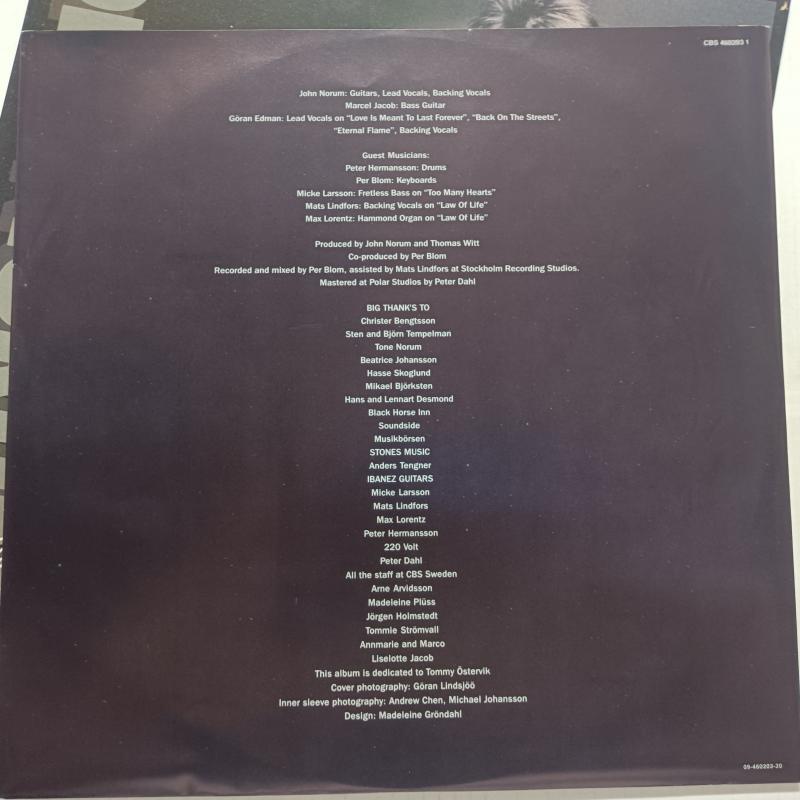 CBS 460203 1
John Norum: Guitars, Lead Vocals, Backing Vocals
Marcel Jacob: Bass Guitar
Göran Edman: Lead Vocals on “Love Is Meant To Last Forever”, “Back On The Streets”,
“Eternal Flame”, Backing Vocals
Guest Musicians:
Peter Hermansson: Drums
Per Blom: Keyboards
Micke Larsson: Fretless Bass on “Too Many Hearts”
Mats Lindfors: Backing Vocals on “Law Of Life”
Max Lorentz: Hammond Organ on “Law Of Life”
Produced by John Norum and Thomas Witt
Co-produced by Per Blom
Recorded and mixed by Per Blom, assisted by Mats Lindfors at Stockholm Recording Studios.
Mastered at Polar Studios by Peter Dahl
BIG THANK'S TO
Christer Bengtsson
Sten and Björn Tempelman
Tone Norum
Beatrice Johansson
Hasse Skoglund
Mikael Björksten
Hans and Lennart Desmond
Black Horse Inn
Soundside
Musikbörsen
STONES MUSIC
Anders Tengner
IBANEZ GUITARS
Micke Larsson
Mats Lindfors
Max Lorentz
Peter Hermansson
220 Volt
Peter Dahl
All the staff at CBS Sweden
Arne Arvidsson
Madeleine Plüss
Jörgen Holmstedt
Tommie Strömvall
Annmarie and Marco
Liselotte Jacob
This album is dedicated to Tommy Östervik
Cover photography: Göran Lindsjöö
Inner sleeve photography: Andrew Chen, Michael Johansson
Design: Madeleine Gröndahl
09-460203-20